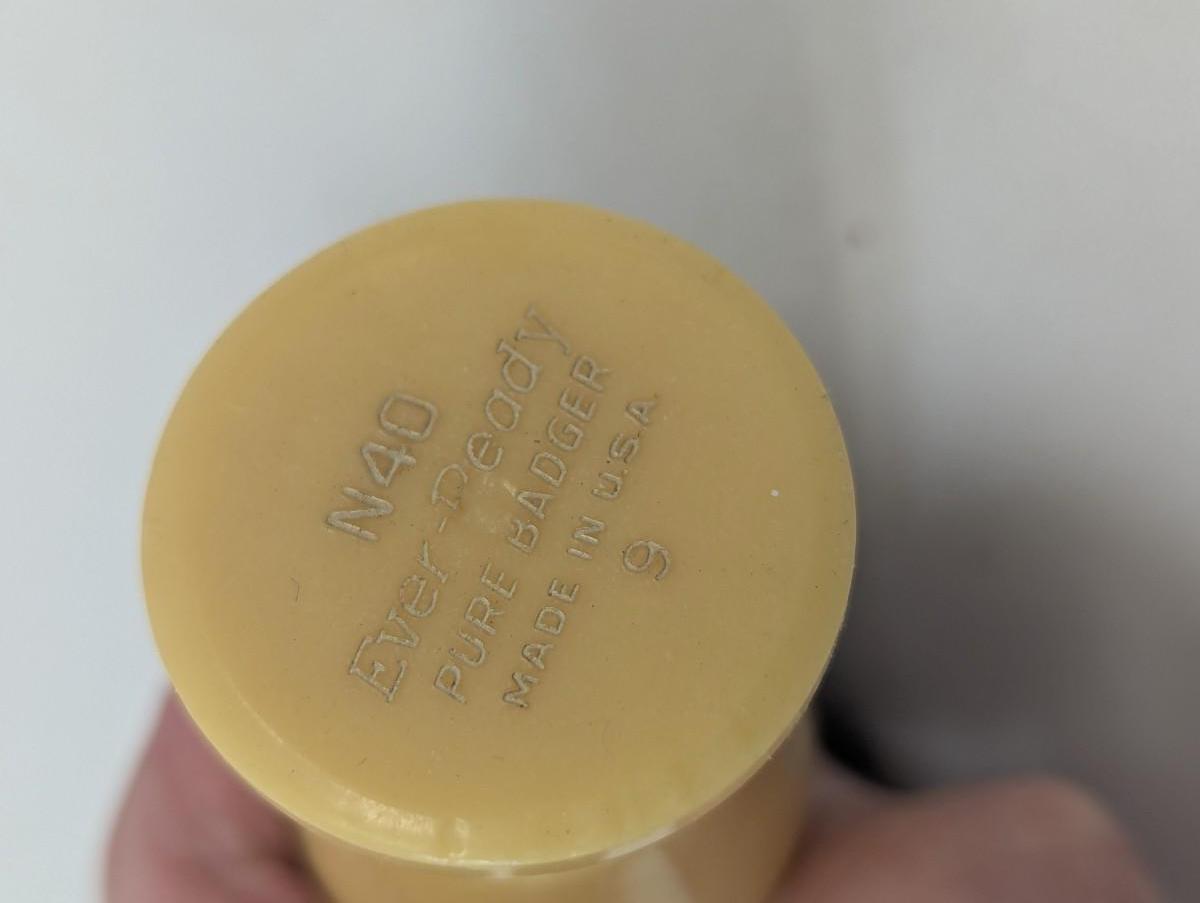 N40
Ever-Ready
PURE BADGER
MADE IN U.S.A.
9